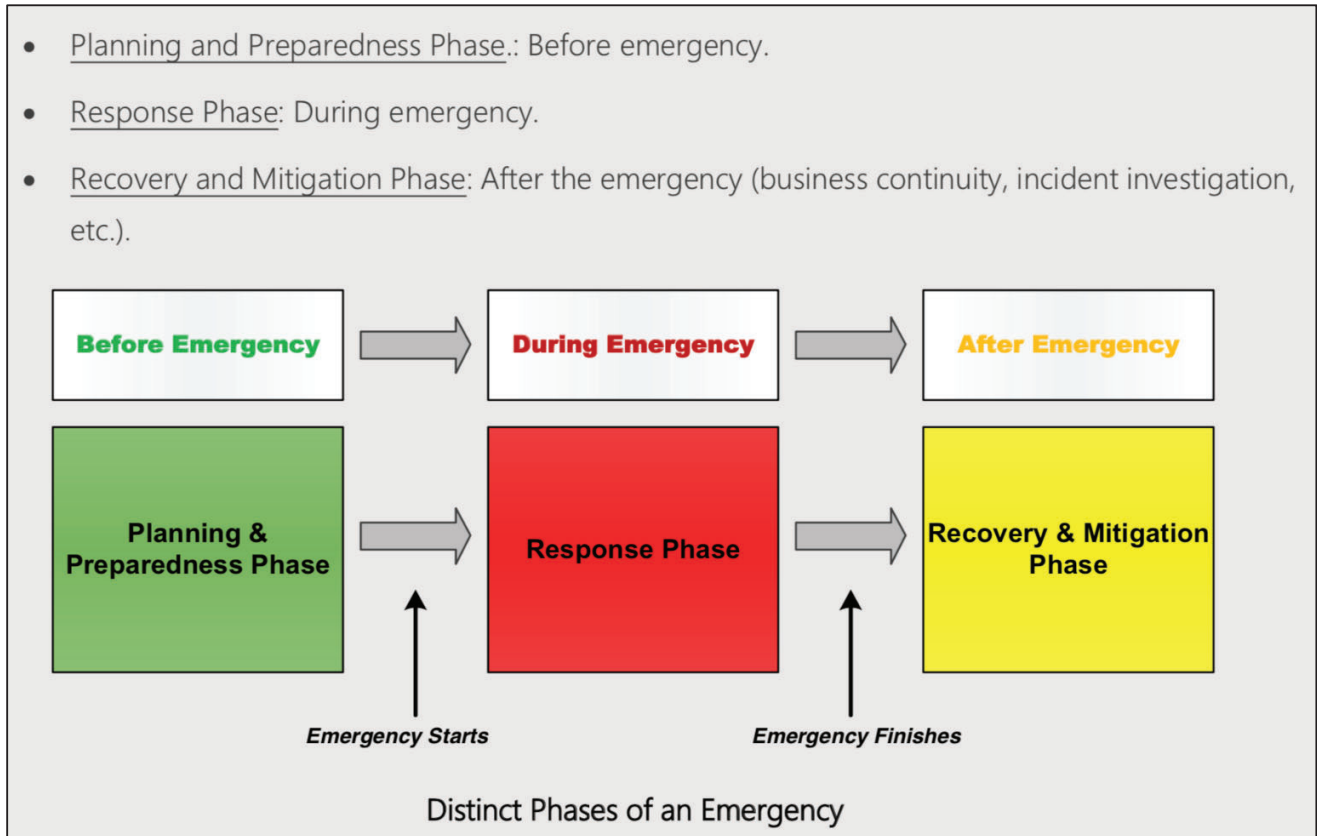 • Planning and Preparedness Phase.: Before emergency.
• Response Phase: During emergency.
• Recovery and Mitigation Phase: After the emergency (business continuity, incident investigation,
etc.).
Before Emergency
During Emergency
After Emergency
Planning &
Preparedness Phase
Response Phase
Recovery & Mitigation
Phase
Emergency Starts
Emergency Finishes
Distinct Phases of an Emergency